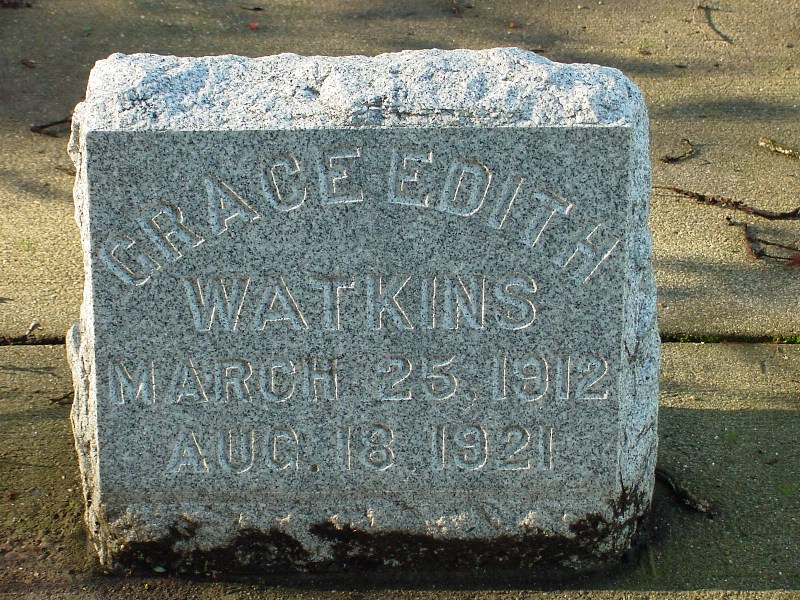 GRACE EDITH
WATKINS
MARCH 25, 1912
AUG. 18, 1921